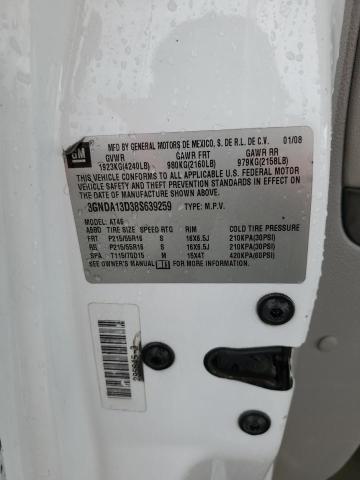 GM
MFD BY GENERAL MOTORS DE MEXICO, S. DE R.L. DE C.V. 01/08
GVWR GAWR FRT GAWR RR
1923KG(4240LB) 980KG(2160LB) 979KG(2158LB)
THIS VEHICLE CONFORMS TO ALL APPLICABLE U.S. FEDERAL MOTOR
VEHICLE SAFETY AND THEFT PREVENTION STANDARDS IN EFFECT ON THE
DATE OF MANUFACTURE SHOWN ABOVE.
3GNDA13D38S639259 TYPE: M.P.V.
MODEL: AT46
TIRE SIZE SPEED RTG RIM COLD TIRE PRESSURE
FRT P215/55R16 S 16X6.5J 210KPA(30PSI)
RR P215/55R16 S 16X6.5J 210KPA(30PSI)
SPA T115/70D15 M 15X4T 420KPA(60PSI)
SEE OWNER'S MANUAL FOR MORE INFORMATION.